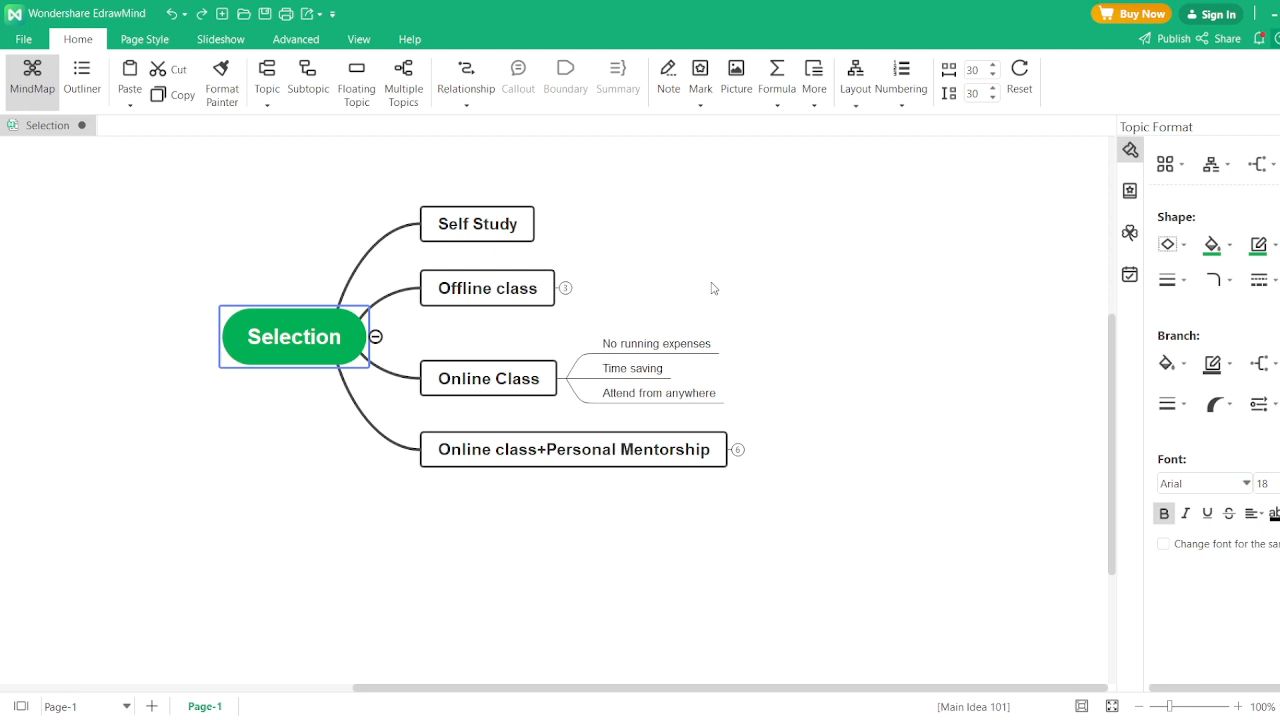 Wondershare EdrawMind
Buy Now
Sign In
File
Home
Page Style
Slideshow
Advanced
View
Help
Publish
Share
MindMap
Outliner
Paste
Cut
Copy
Format
Painter
Topic
Subtopic
Floating
Topic
Multiple
Topics
Relationship
Callout
Boundary
Summary
Note
Mark
Picture
Formula
More
Layout
Numbering
30
30
Reset
Selection
Topic Format
Self Study
Offline class
3
Selection
Online Class
No running expenses
Time saving
Attend from anywhere
Online class+Personal Mentorship
6
Shape:
Branch:
Font:
Arial
18
B I U S ab
Change font for the sa
Page-1
Page-1
[Main Idea 101]
100%